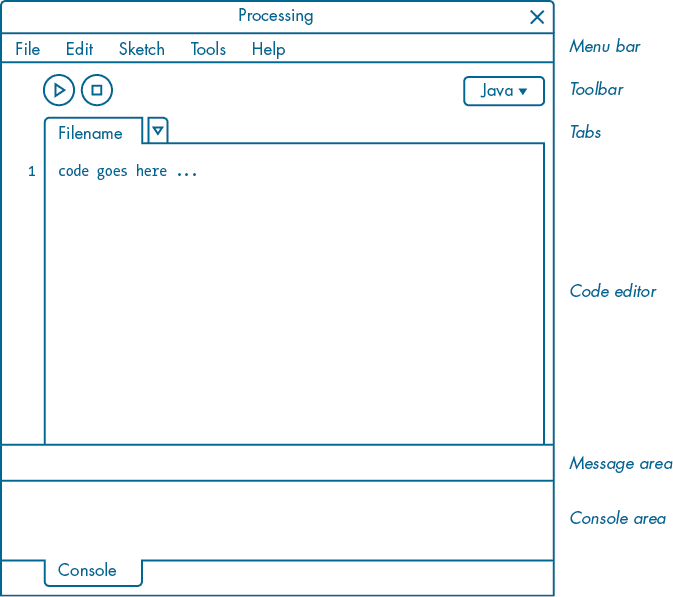 Processing
File Edit Sketch Tools Help
Menu bar
Java
Toolbar
Filename
Tabs
1 code goes here ...
Code editor
Message area
Console area
Console